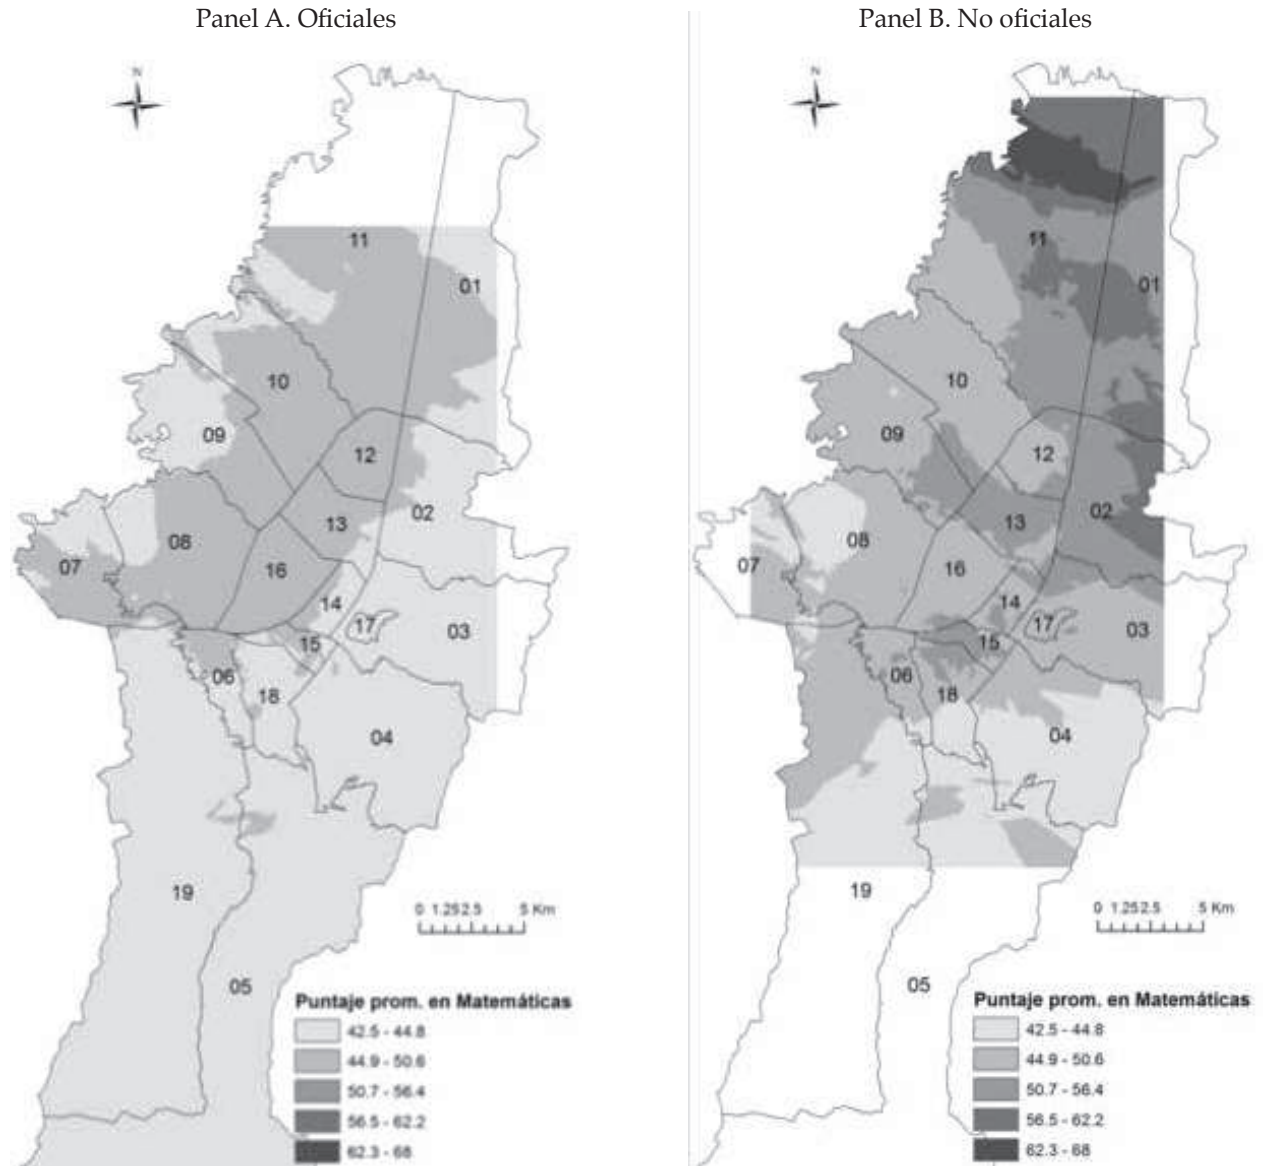 Panel A. Oficiales
N
11
01
10
09
12
02
13
08
07
16
14
17
03
15
06
18
04
19
0 1.25 2.5 5 Km
05
Puntaje prom. en Matemáticas
42.5 - 44.8
44.9 - 50.6
50.7 - 56.4
56.5 - 62.2
62.3 - 68
Panel B. No oficiales
N
11
01
10
09
12
02
13
08
07
16
14
17
03
15
06
18
04
19
0 1.25 2.5 5 Km
05
Puntaje prom. en Matemáticas
42.5 - 44.8
44.9 - 50.6
50.7 - 56.4
56.5 - 62.2
62.3 - 68